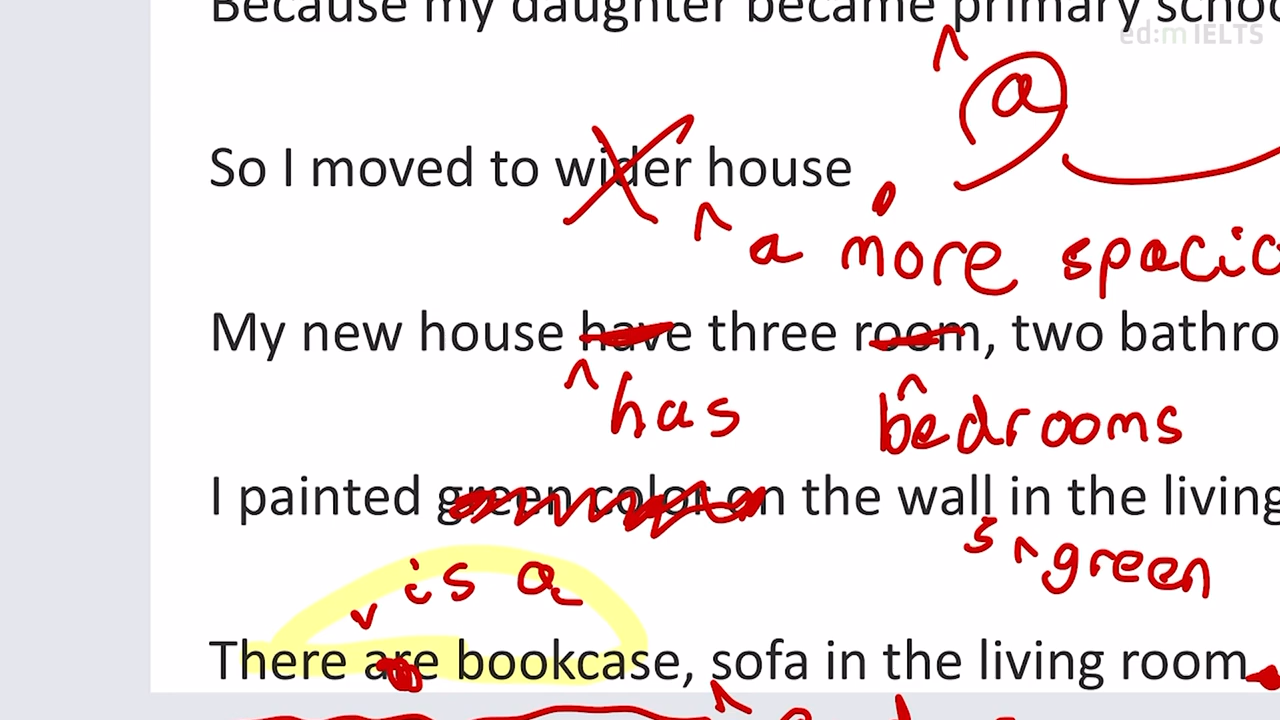 Because my daughter became primary schoo
ed:m IELTS
^ a
So I moved to wider house
^ a more spacio
My new house have three room, two bathro
^ has ^ bedrooms
I painted green color on the wall in the living
s ^ green
is a
There are bookcase, sofa in the living room